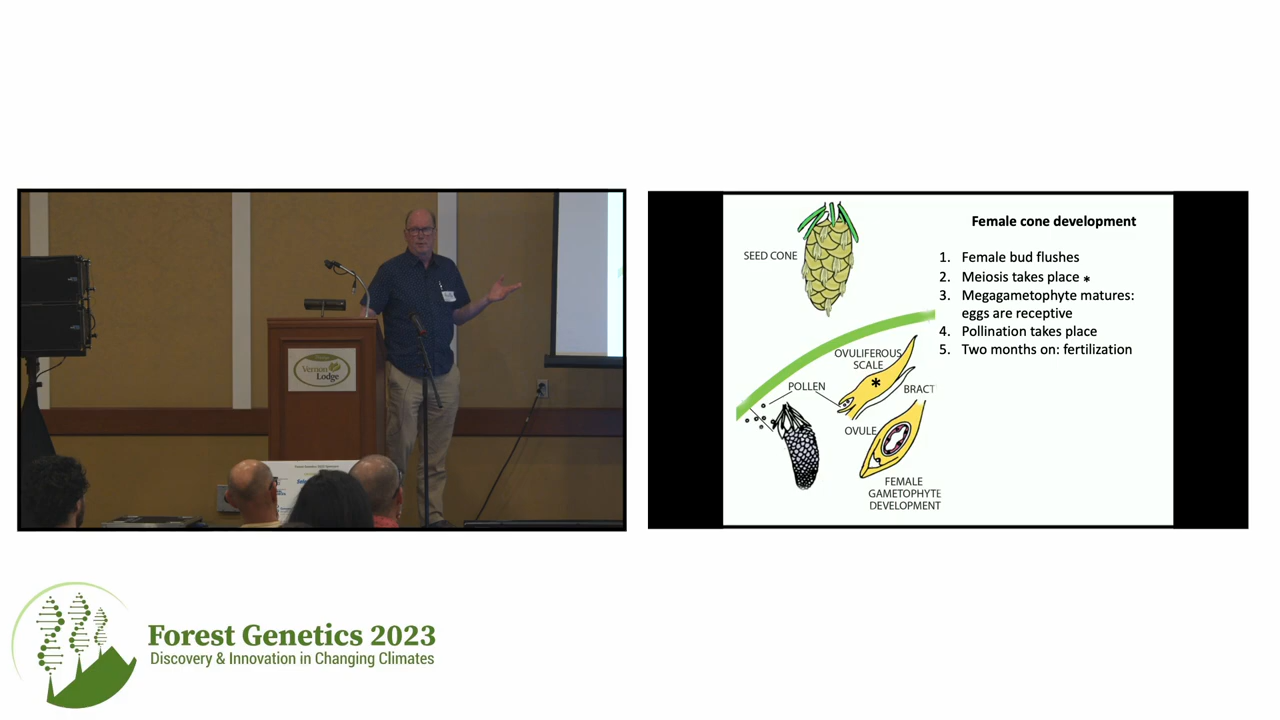 Vernon
Lodge
SEED CONE
OVULIFEROUS
SCALE
POLLEN
BRACT
OVULE
FEMALE
GAMETOPHYTE
DEVELOPMENT
Female cone development
1. Female bud flushes
2. Meiosis takes place *
3. Megagametophyte matures:
eggs are receptive
4. Pollination takes place
5. Two months on: fertilization
*
Forest Genetics 2023
Discovery & Innovation in Changing Climates